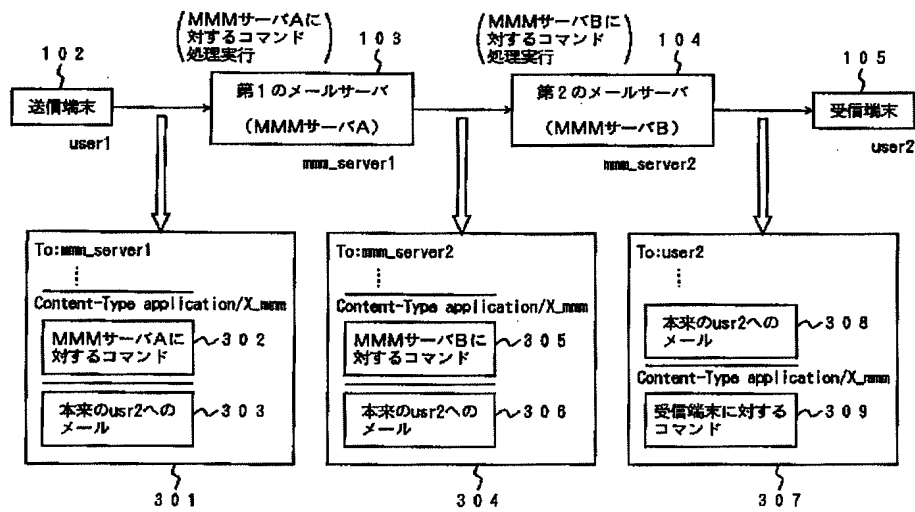 (MMMサーバAに
対するコマンド
処理実行)
(MMMサーバBに
対するコマンド
処理実行)
102
103
104
105
送信端末
第1のメールサーバ
(MMMサーバA)
第2のメールサーバ
(MMMサーバB)
受信端末
user1
mmm_server1
mmm_server2
user2
To:mmm_server1
Content-Type application/X_mmm
MMMサーバAに
対するコマンド
302
本来のusr2への
メール
303
301
To:mmm_server2
Content-Type application/X_mmm
MMMサーバBに
対するコマンド
305
本来のusr2への
メール
306
304
To:user2
本来のusr2への
メール
308
Content-Type application/X_mmm
受信端末に対する
コマンド
309
307